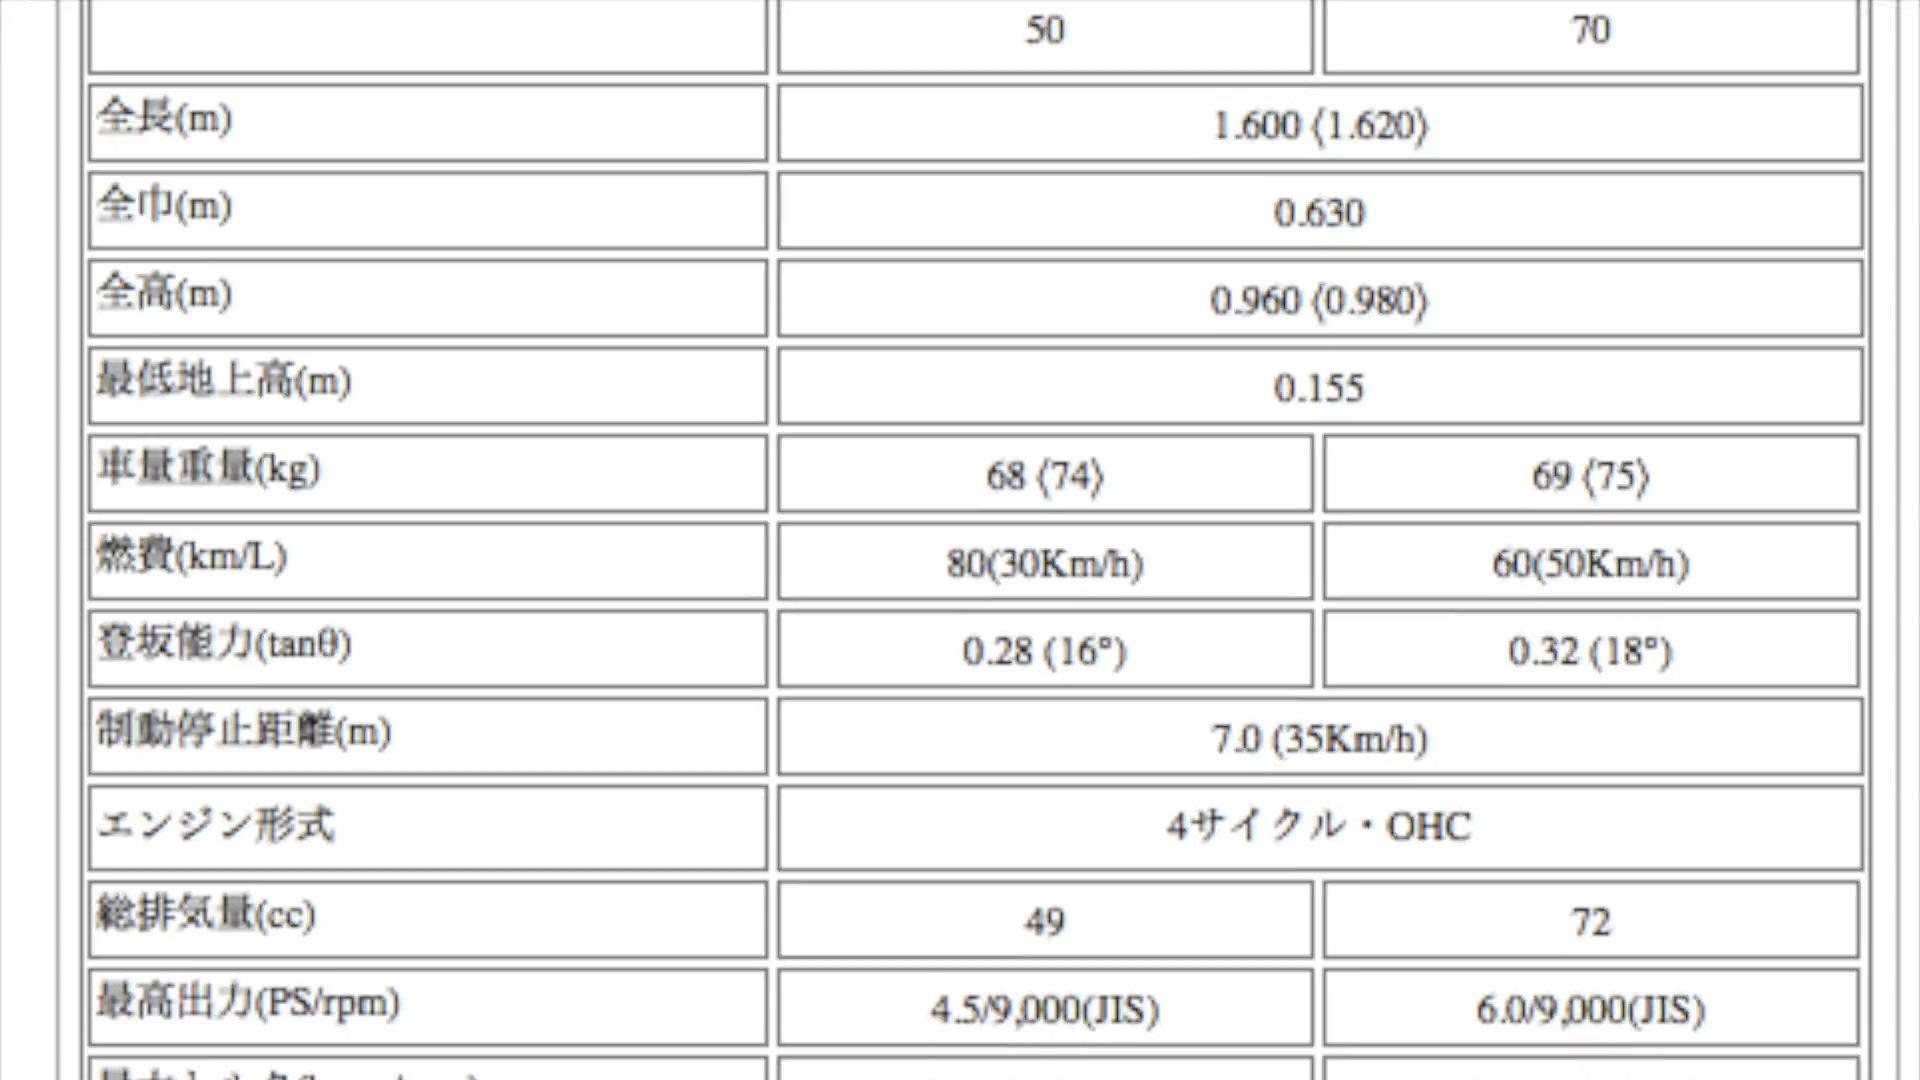 50 70
全長(m) 1.600 〈1.620〉
全巾(m) 0.630
全高(m) 0.960 〈0.980〉
最低地上高(m) 0.155
車量重量(kg) 68 〈74〉 69 〈75〉
燃費(km/L) 80(30Km/h) 60(50Km/h)
登坂能力(tanθ) 0.28 (16°) 0.32 (18°)
制動停止距離(m) 7.0 (35Km/h)
エンジン形式 4サイクル・OHC
総排気量(cc) 49 72
最高出力(PS/rpm) 4.5/9,000(JIS) 6.0/9,000(JIS)